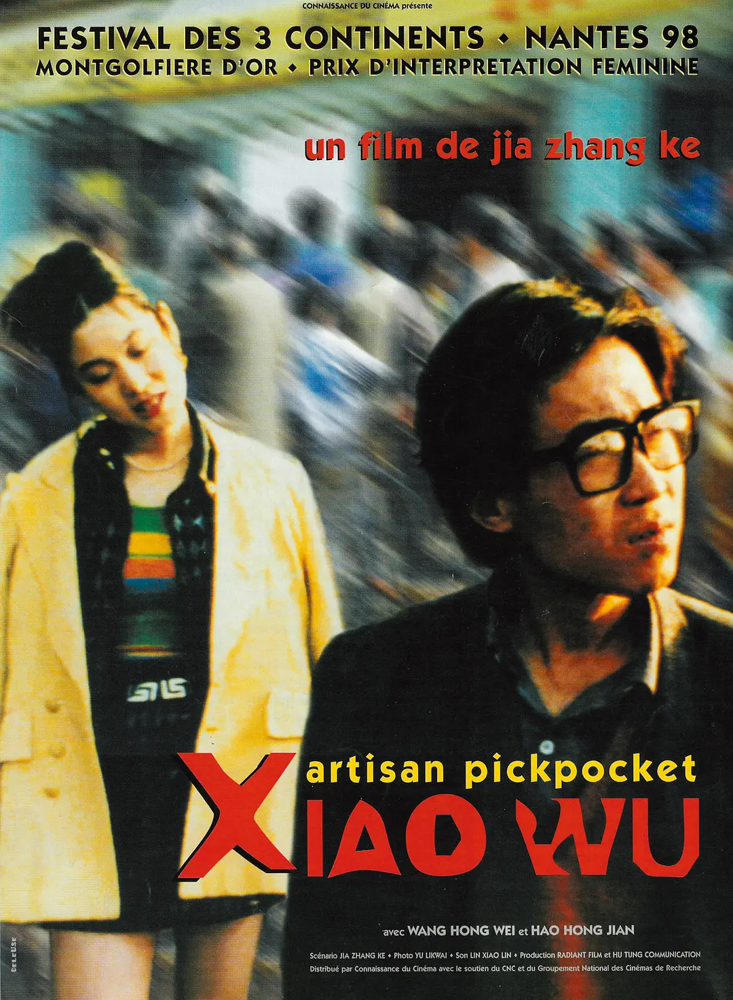 CONNAISSANCE DU CINÉMA présente
FESTIVAL DES 3 CONTINENTS • NANTES 98
MONTGOLFIERE D'OR • PRIX D'INTERPRETATION FEMININE
un film de jia zhang ke
artisan pickpocket
XIAO WU
avec WANG HONG WEI et HAO HONG JIAN
Scénario JIA ZHANG KE • Photo YU LIKWAI • Son LIN XIAO LIN • Production RADIANT FILM et HU TUNG COMMUNICATION
Distribué par Connaissance du Cinéma avec le soutien du CNC et du Groupement National des Cinémas de Recherche
DELEUSE